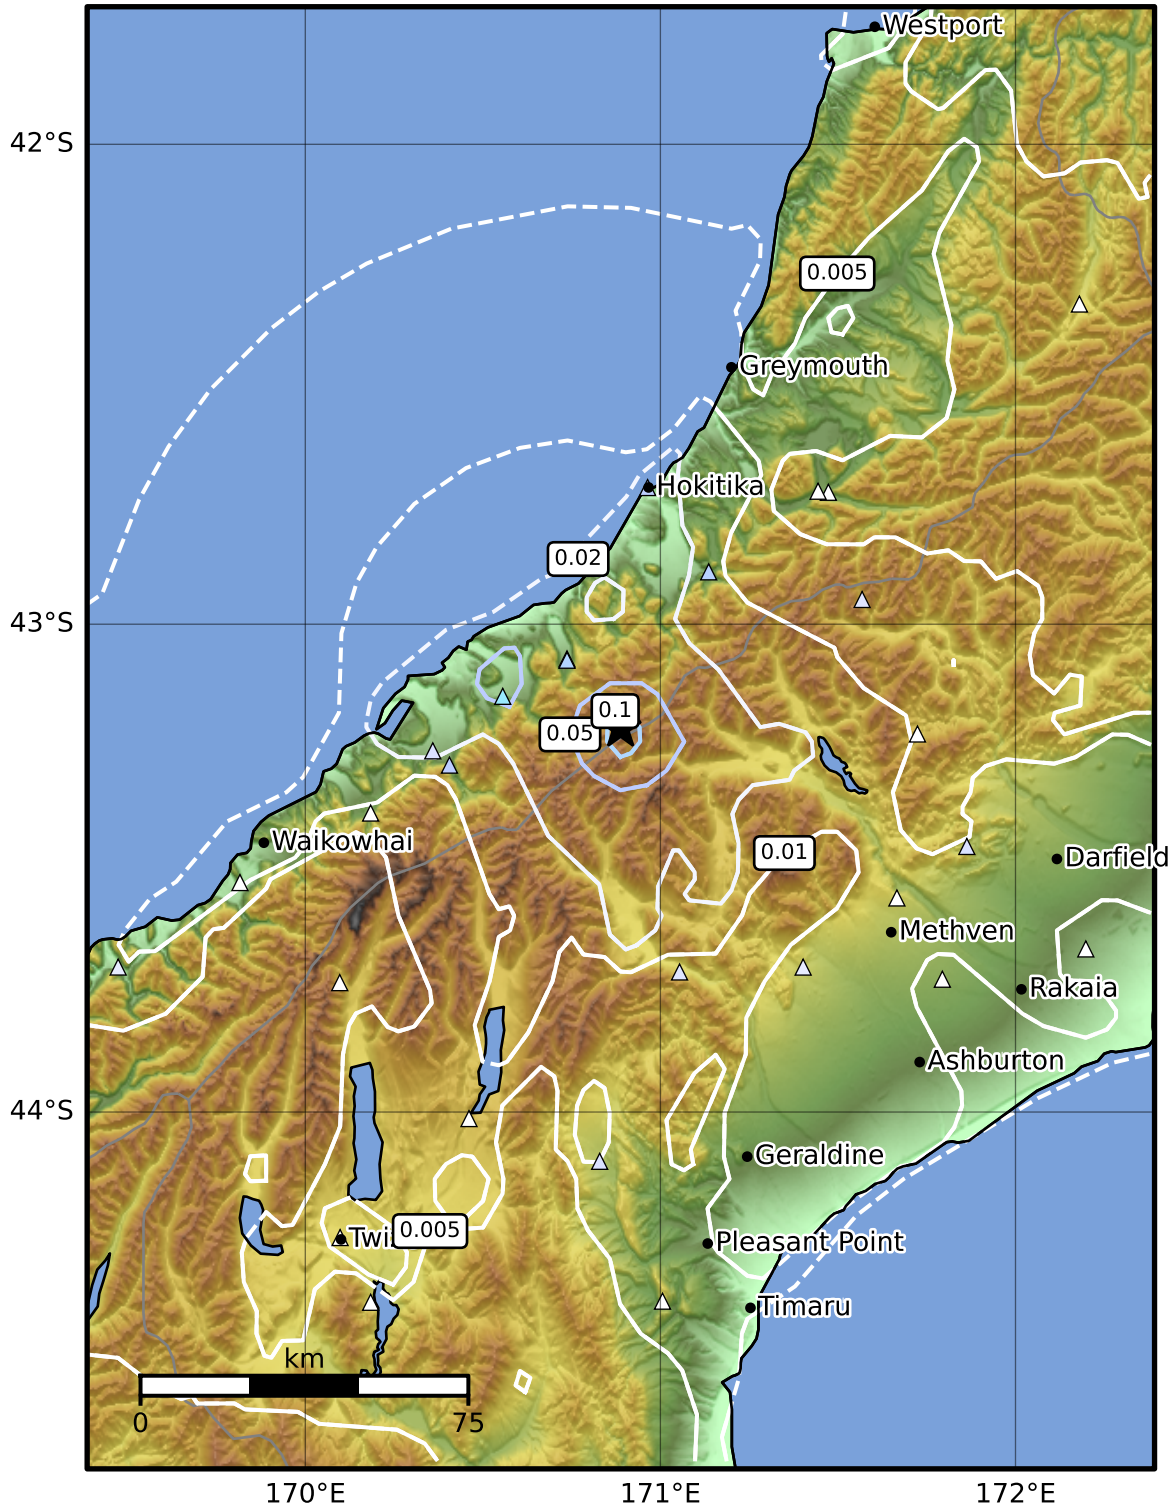 Westport
42°S
0.005
Greymouth
Hokitika
0.02
43°S
0.1
0.05
Waikowhai
0.01
Darfield
Methven
Rakaia
Ashburton
44°S
Geraldine
0.005
Pleasant Point
Timaru
km
0
75
170°E
171°E
172°E